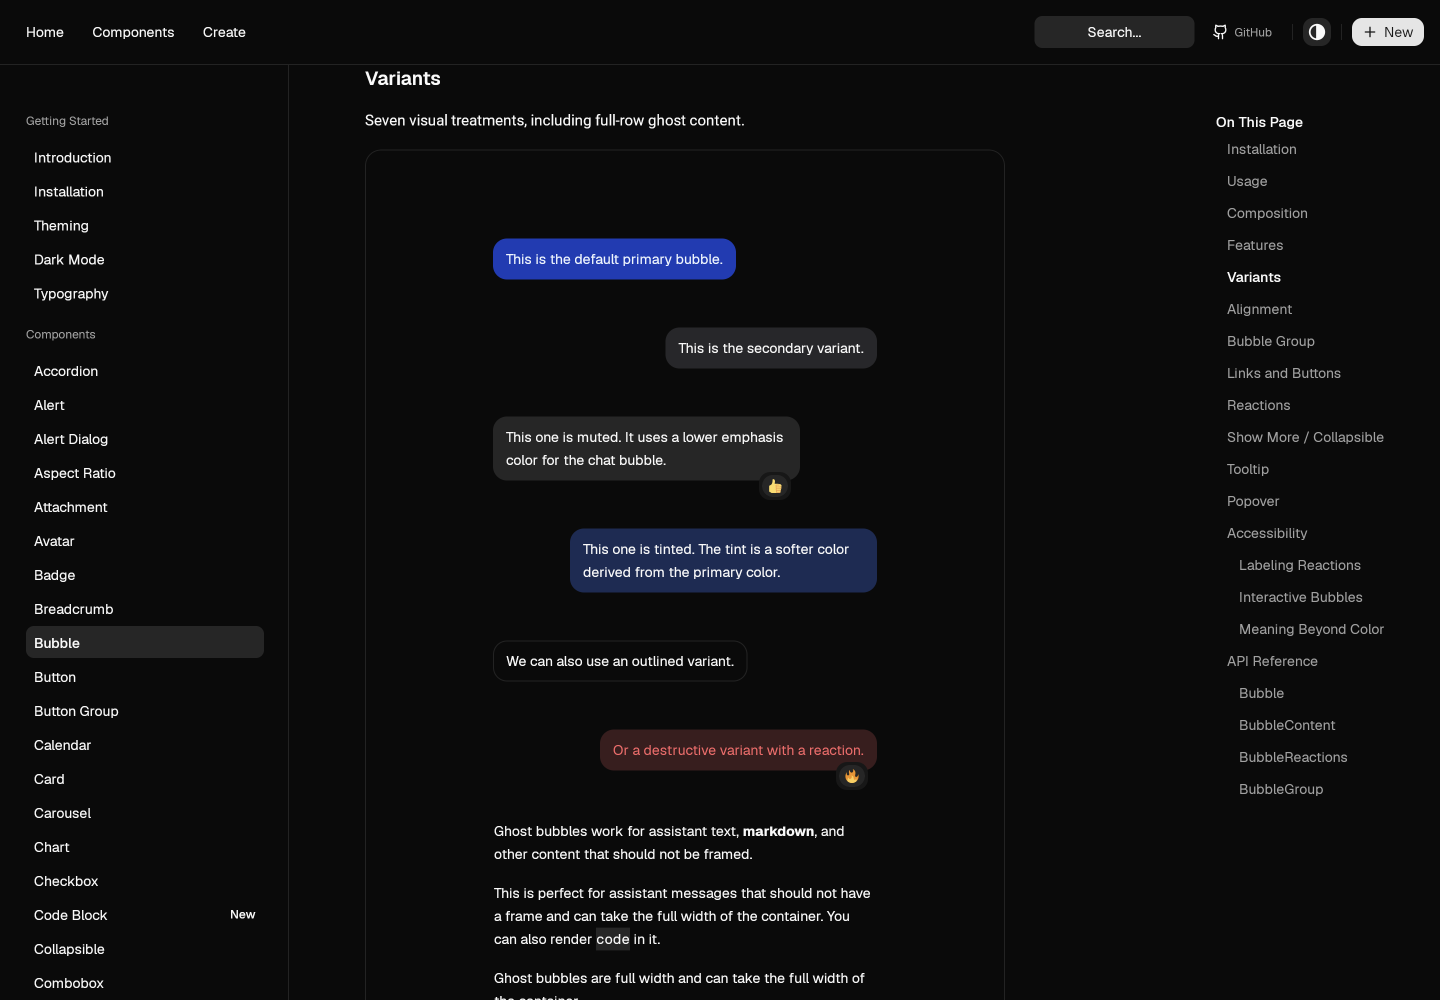 Home
Components
Create
Search...
GitHub
New
Getting Started
Introduction
Installation
Theming
Dark Mode
Typography
Components
Accordion
Alert
Alert Dialog
Aspect Ratio
Attachment
Avatar
Badge
Breadcrumb
Bubble
Button
Button Group
Calendar
Card
Carousel
Chart
Checkbox
Code Block New
Collapsible
Combobox
Variants
Seven visual treatments, including full-row ghost content.
This is the default primary bubble.
This is the secondary variant.
This one is muted. It uses a lower emphasis
color for the chat bubble.
This one is tinted. The tint is a softer color
derived from the primary color.
We can also use an outlined variant.
Or a destructive variant with a reaction.
Ghost bubbles work for assistant text, markdown, and
other content that should not be framed.
This is perfect for assistant messages that should not have
a frame and can take the full width of the container. You
can also render code in it.
Ghost bubbles are full width and can take the full width of
the container.
On This Page
Installation
Usage
Composition
Features
Variants
Alignment
Bubble Group
Links and Buttons
Reactions
Show More / Collapsible
Tooltip
Popover
Accessibility
Labeling Reactions
Interactive Bubbles
Meaning Beyond Color
API Reference
Bubble
BubbleContent
BubbleReactions
BubbleGroup